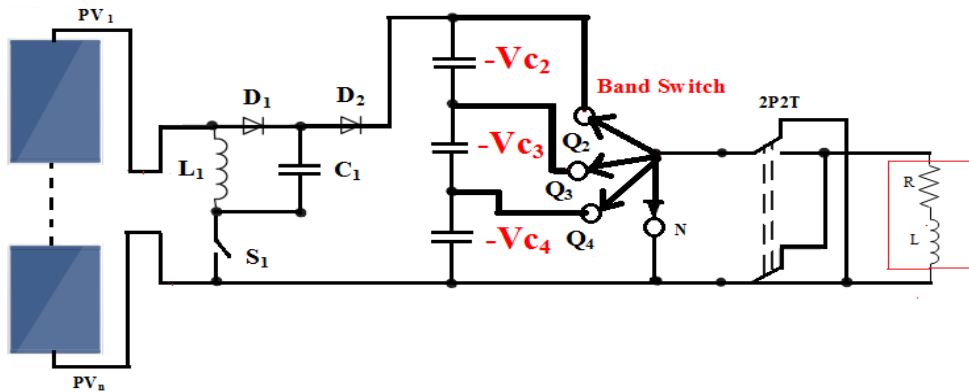 PV1
D1
D2
-Vc2
Band Switch
2P2T
Q2
L1
C1
-Vc3
Q3
R
Q4
N
L
S1
-Vc4
PVn